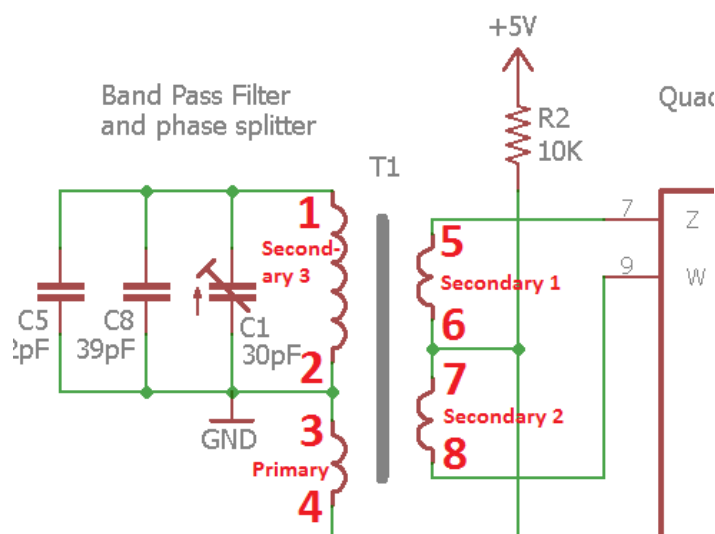 +5V
Band Pass Filter
and phase splitter
Quad
R2
10K
T1
1
Second-
ary 3
2
3
Primary
4
5
Secondary 1
6
7
Secondary 2
8
7
Z
9
W
C5
2pF
C8
39pF
C1
30pF
GND